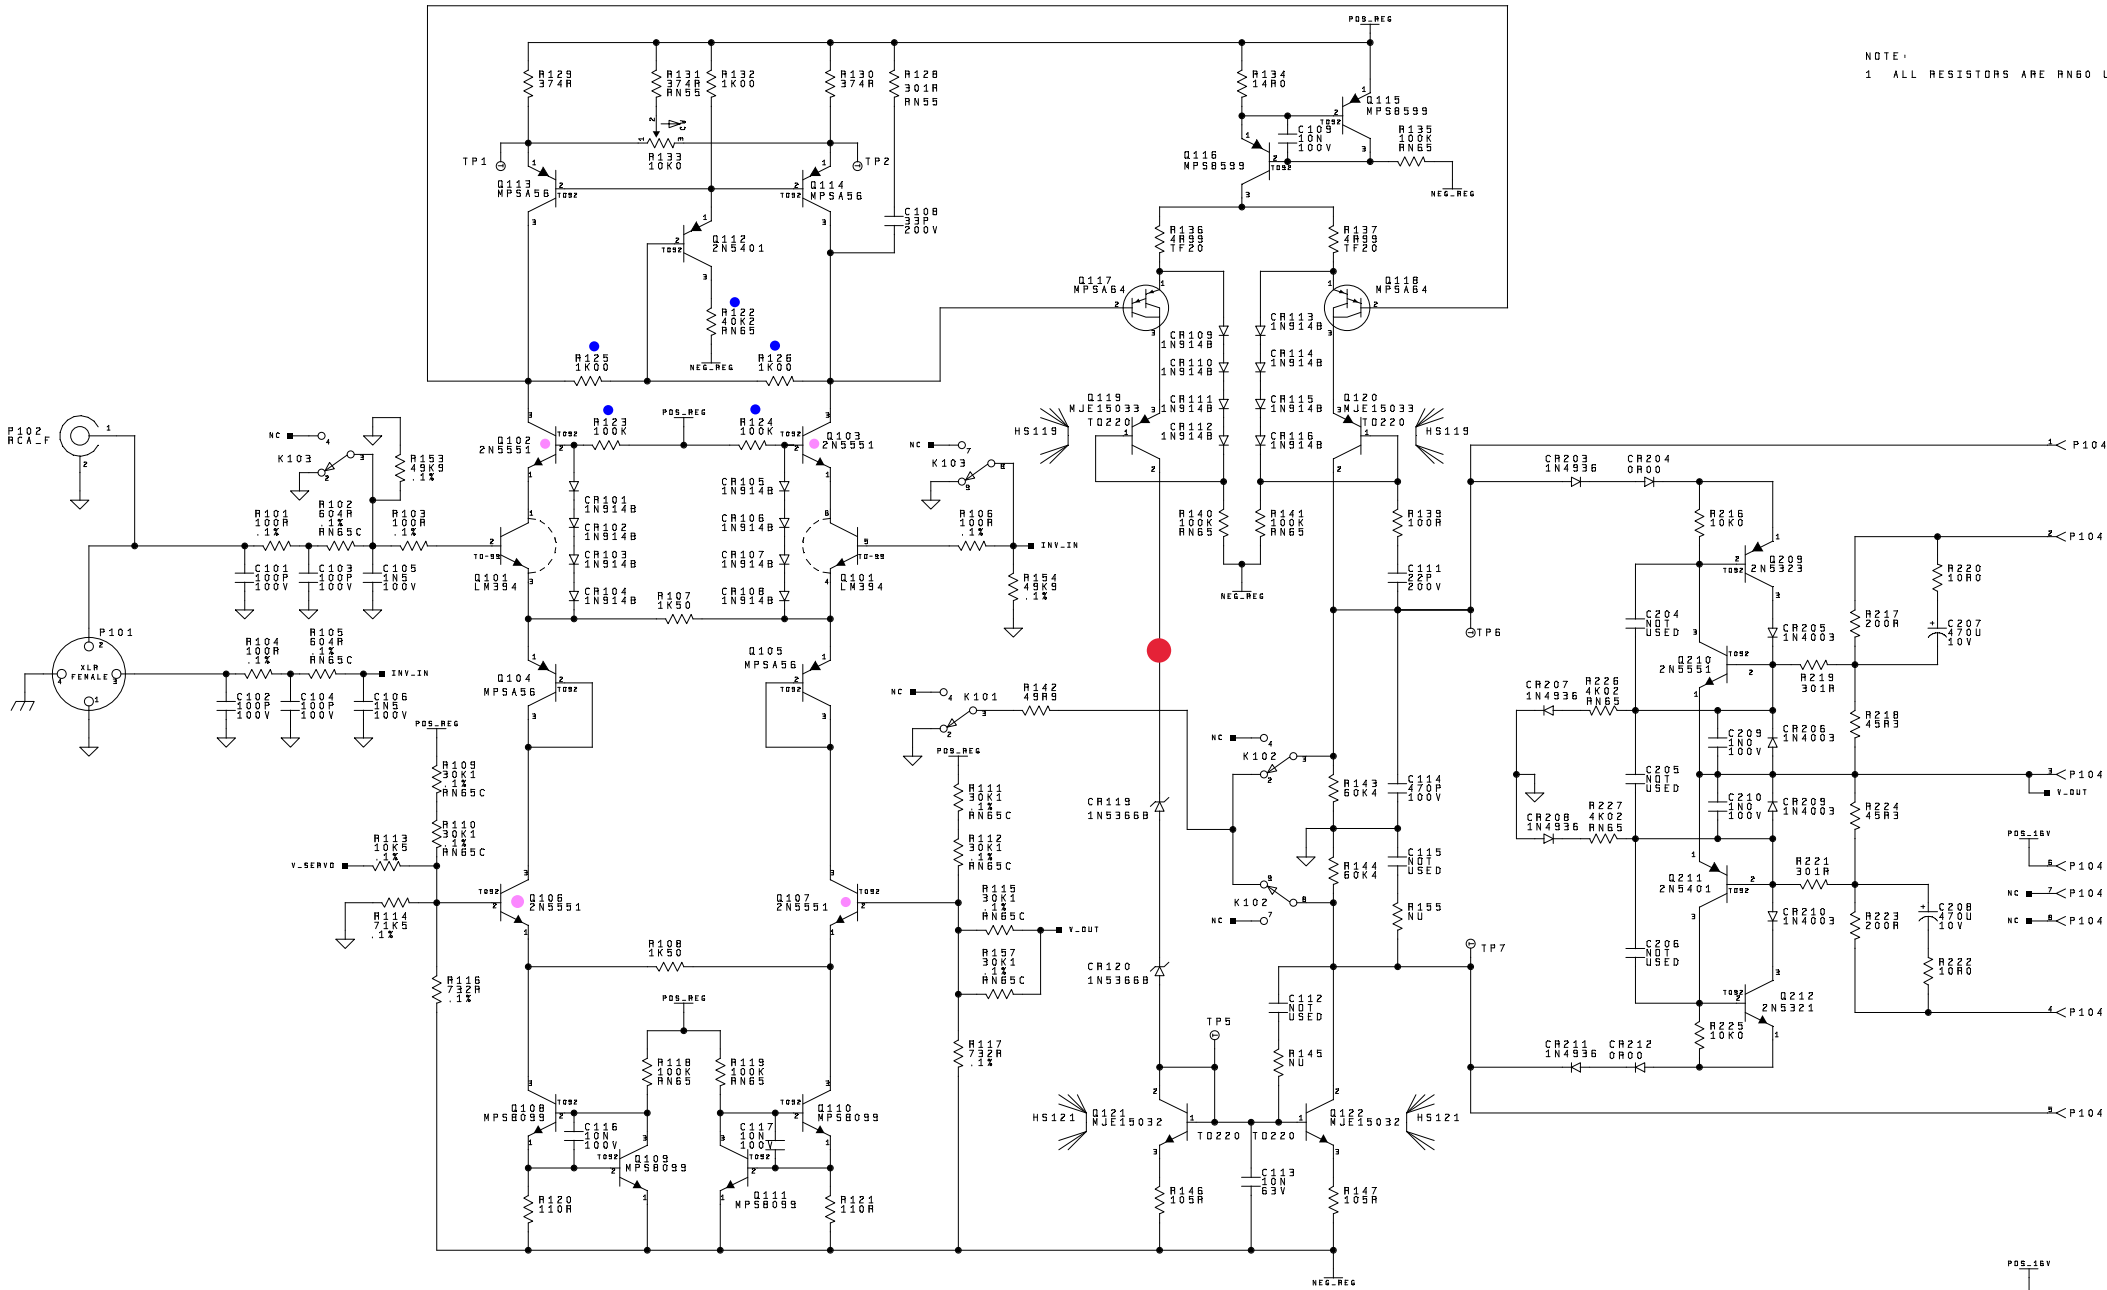 POS_REG
NOTE:
1 ALL RESISTORS ARE RN60 U
R129
374R
R131
374R
RN55
R132
1K00
R130
374R
R128
301R
RN55
R134
14R0
Q115
MPS8599
C109
10N
100V
R135
100K
RN65
NEG_REG
CW
TP1
R133
10K0
TP2
Q116
MPS8599
Q113
MPSA56
Q114
MPSA56
C108
33P
200V
Q112
2N5401
R136
4R99
TF20
R137
4R99
TF20
Q117
MPSA64
Q118
MPSA64
R122
40K2
RN65
NEG_REG
R125
1K00
R126
1K00
CR109
1N914B
CR110
1N914B
CR111
1N914B
CR112
1N914B
CR113
1N914B
CR114
1N914B
CR115
1N914B
CR116
1N914B
Q119
MJE15033
TO220
Q120
MJE15033
TO220
HS119
HS119
P102
RCA_F
NC
K103
R153
49K9
.1%
Q102
2N5551
R123
100K
POS_REG
R124
100K
Q103
2N5551
NC
K103
P104
CR203
1N4936
CR204
0R00
R101
100R
.1%
R102
604R
.1%
RN65C
R103
100R
.1%
CR101
1N914B
CR102
1N914B
CR103
1N914B
CR104
1N914B
CR105
1N914B
CR106
1N914B
CR107
1N914B
CR108
1N914B
R106
100R
.1%
INV_IN
R140
100K
RN65
R141
100K
RN65
R139
100R
R216
10K0
Q209
2N5323
P104
C101
100P
100V
C103
100P
100V
C105
1N5
100V
TO-99
Q101
LM394
R107
1K50
TO-99
Q101
LM394
R154
49K9
.1%
NEG_REG
C111
22P
200V
R220
10R0
P101
XLR
FEMALE
R104
100R
.1%
R105
604R
.1%
RN65C
INV_IN
C102
100P
100V
C104
100P
100V
C106
1N5
100V
Q104
MPSA56
Q105
MPSA56
TP6
C204
NOT
USED
CR205
1N4003
R217
200R
C207
470U
10V
Q210
2N5551
R219
301R
NC
K101
R142
49R9
CR207
1N4936
R226
4K02
RN65
R218
45R3
C209
1N0
100V
CR206
1N4003
POS_REG
R109
30K1
.1%
RN65C
R110
30K1
.1%
RN65C
POS_REG
R111
30K1
.1%
RN65C
R112
30K1
.1%
RN65C
NC
K102
CR119
1N5366B
R143
60K4
C114
470P
100V
C205
NOT
USED
P104
V_OUT
C210
1N0
100V
CR209
1N4003
R224
45R3
CR208
1N4936
R227
4K02
RN65
R113
10K5
.1%
V_SERVO
R144
60K4
C115
NOT
USED
POS_16V
P104
NC
P104
NC
P104
R114
71K5
.1%
Q106
2N5551
Q107
2N5551
R115
30K1
.1%
RN65C
V_OUT
R157
30K1
.1%
RN65C
K102
NC
R155
NU
Q211
2N5401
R221
301R
CR210
1N4003
R223
200R
C208
470U
10V
TP7
C206
NOT
USED
R222
10R0
R116
732R
.1%
R108
1K50
CR120
1N5366B
C112
NOT
USED
Q212
2N5321
R225
10K0
P104
POS_REG
R118
100K
RN65
R119
100K
RN65
R117
732R
.1%
TP5
R145
NU
CR211
1N4936
CR212
0R00
Q108
MPS8099
C116
10N
100V
C117
10N
100V
Q110
MPS8099
HS121
Q121
MJE15032
TO220
TO220
Q122
MJE15032
HS121
P104
Q109
MPS8099
Q111
MPS8099
R120
110R
R121
110R
R146
105R
C113
10N
63V
R147
105R
NEG_REG
POS_16V